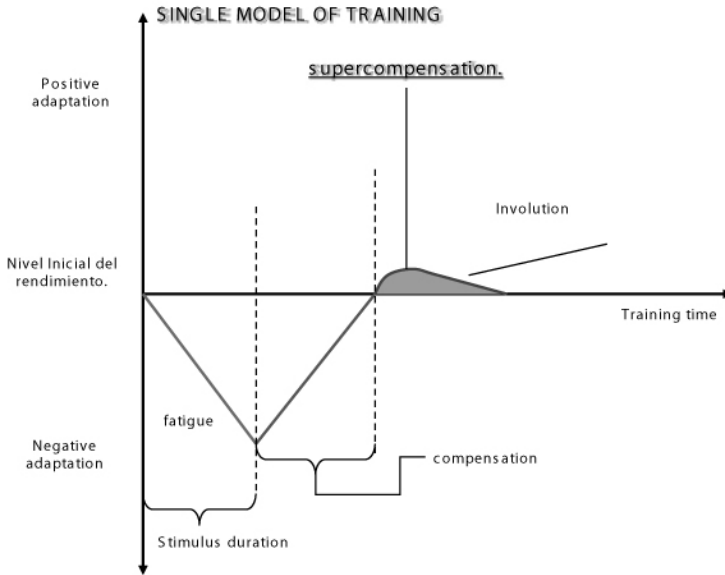 SINGLE MODEL OF TRAINING
supercompensation.
Positive
adaptation
Involution
Nivel Inicial del
rendimiento.
Training time
fatigue
Negative
adaptation
compensation
Stimulus duration